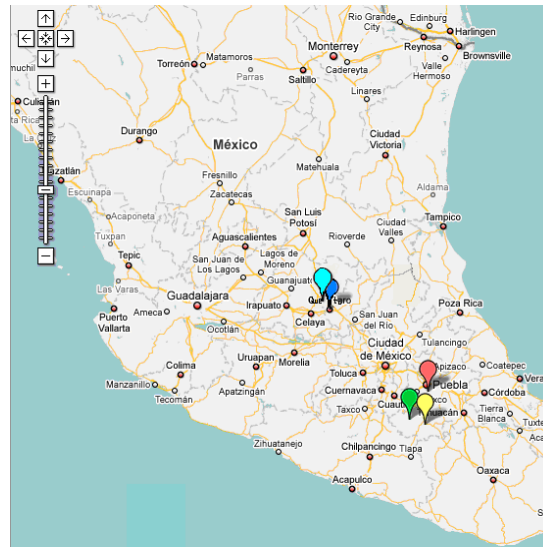 Rio Grande
City
Edinburg
Harlingen
Reynosa
Brownsville
Monterrey
Matamoros
Torreón
Cadereyta
Valle
Hermoso
Parras
Saltillo
muchil
Linares
Culiacán
Durango
Ciudad
Victoria
México
Matehuala
Mazatlán
Fresnillo
Escuinapa
Zacatecas
Aldama
Acaponeta
San Luis
Potosí
Tampico
Tuxpan
Aguascalientes
Rioverde
Ciudad
Valles
Tepic
San Juan de
Los Lagos
Lagos de
Moreno
Las Varas
Guanajuato
Guadalajara
Irapuato
Poza Rica
Puerto
Vallarta
Ameca
Celaya
San Juan
del Río
Ocotlán
Tulancingo
Ciudad
de México
Uruapan
Morelia
Apizaco
Coatepec
Colima
Toluca
Puebla
Manzanillo
Cuernavaca
Córdoba
Tecomán
Apatzingán
Taxco
Tierra
Blanca
Zihuatanejo
Chilpancingo
Tlapa
Oaxaca
Acapulco